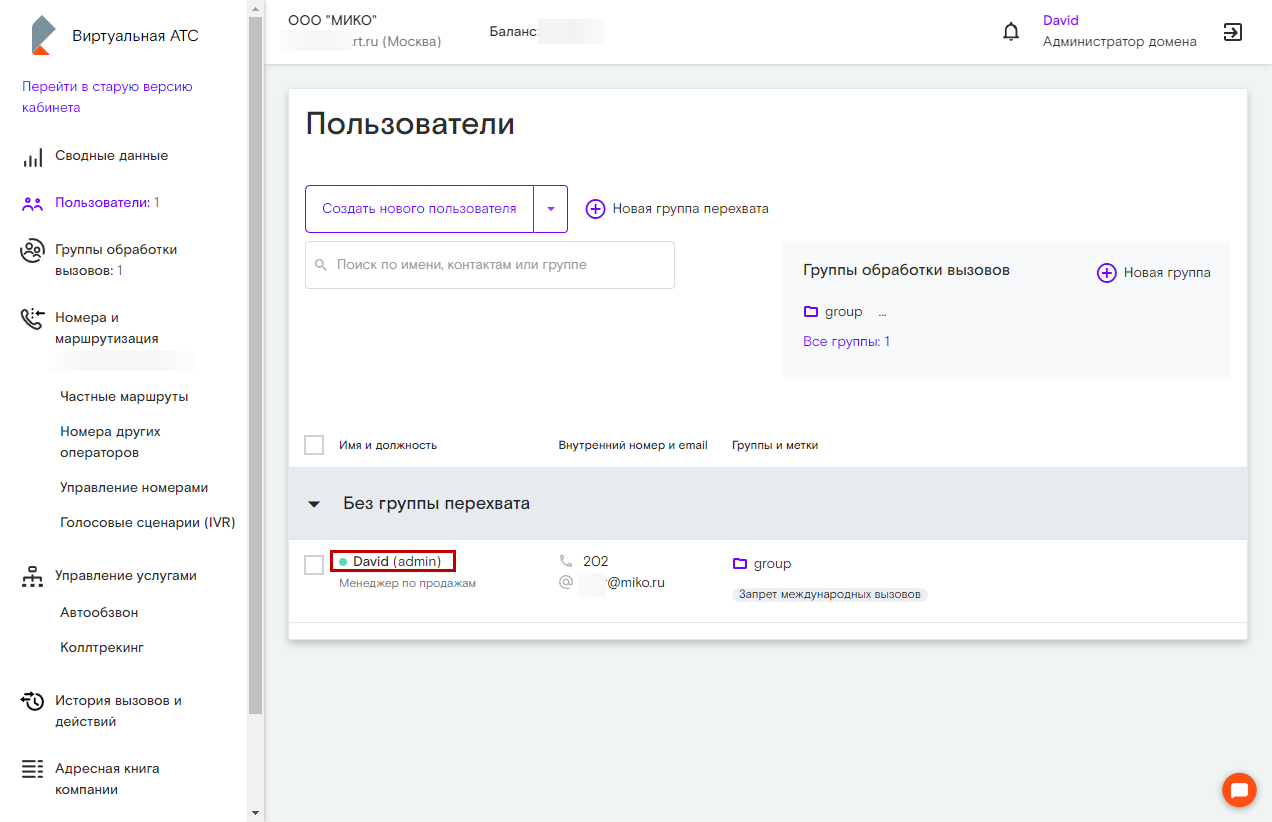 Виртуальная АТС
Перейти в старую версию
кабинета
Сводные данные
Пользователи: 1
Группы обработки
вызовов: 1
Номера и
маршрутизация
Частные маршруты
Номера других
операторов
Управление номерами
Голосовые сценарии (IVR)
Управление услугами
Автообзвон
Коллтрекинг
История вызовов и
действий
Адресная книга
компании
ООО "МИКО"
rt.ru (Москва)
Баланс:
David
Администратор домена
Пользователи
Создать нового пользователя
Новая группа перехвата
Поиск по имени, контактам или группе
Группы обработки вызовов
Новая группа
group ...
Все группы: 1
Имя и должность Внутренний номер и email Группы и метки
Без группы перехвата
David (admin)
Менеджер по продажам
202
@miko.ru
group
Запрет международных вызовов